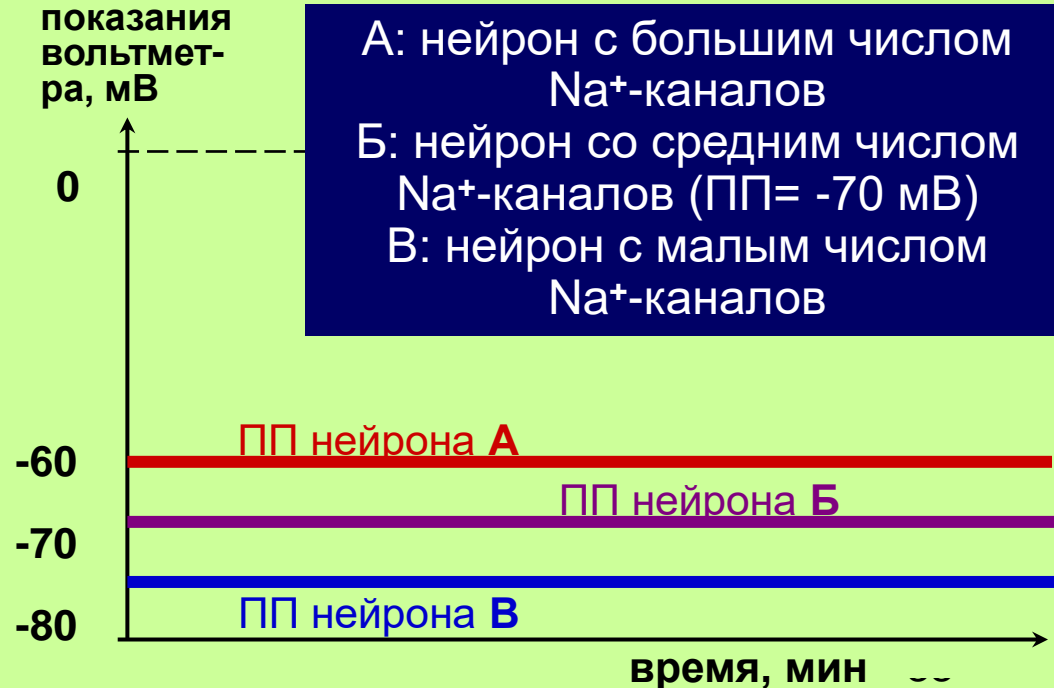 показания
вольтмет-
ра, мВ
А: нейрон с большим числом
Na⁺-каналов
Б: нейрон со средним числом
Na⁺-каналов (ПП= -70 мВ)
В: нейрон с малым числом
Na⁺-каналов
0
ПП нейрона А
-60
ПП нейрона Б
-70
ПП нейрона В
-80
время, мин